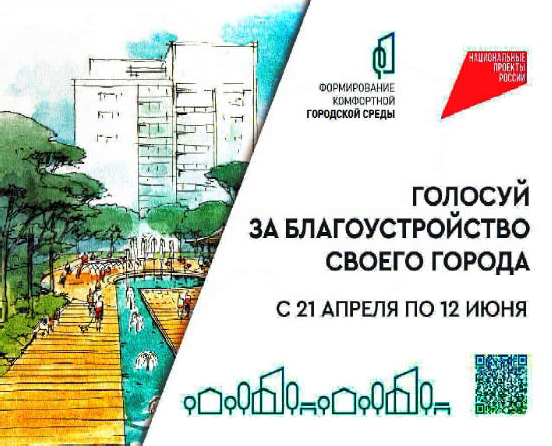 ФОРМИРОВАНИЕ
КОМФОРТНОЙ
ГОРОДСКОЙ СРЕДЫ
НАЦИОНАЛЬНЫЕ
ПРОЕКТЫ
РОССИИ
ГОЛОСУЙ
ЗА БЛАГОУСТРОЙСТВО
СВОЕГО ГОРОДА
С 21 АПРЕЛЯ ПО 12 ИЮНЯ